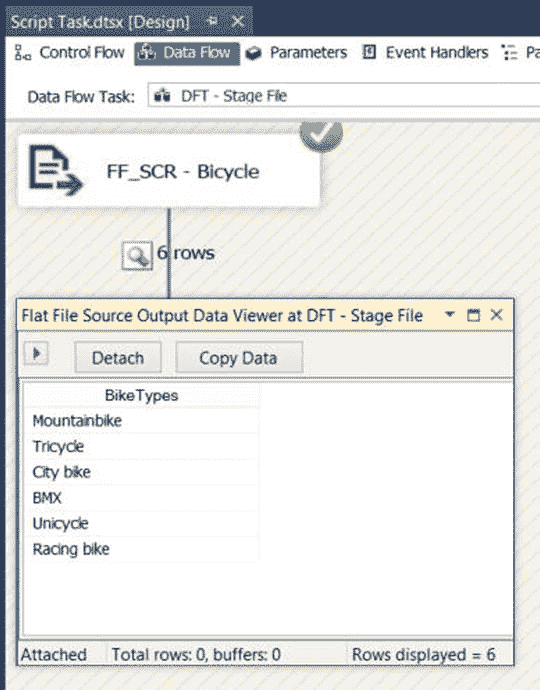 Script Task.dtsx [Design]
Control Flow Data Flow Parameters Event Handlers Pa
Data Flow Task: DFT - Stage File
FF_SCR - Bicycle
6 rows
Flat File Source Output Data Viewer at DFT - Stage File
Detach Copy Data
BikeTypes
Mountainbike
Tricycle
City bike
BMX
Unicycle
Racing bike
Attached Total rows: 0, buffers: 0 Rows displayed = 6